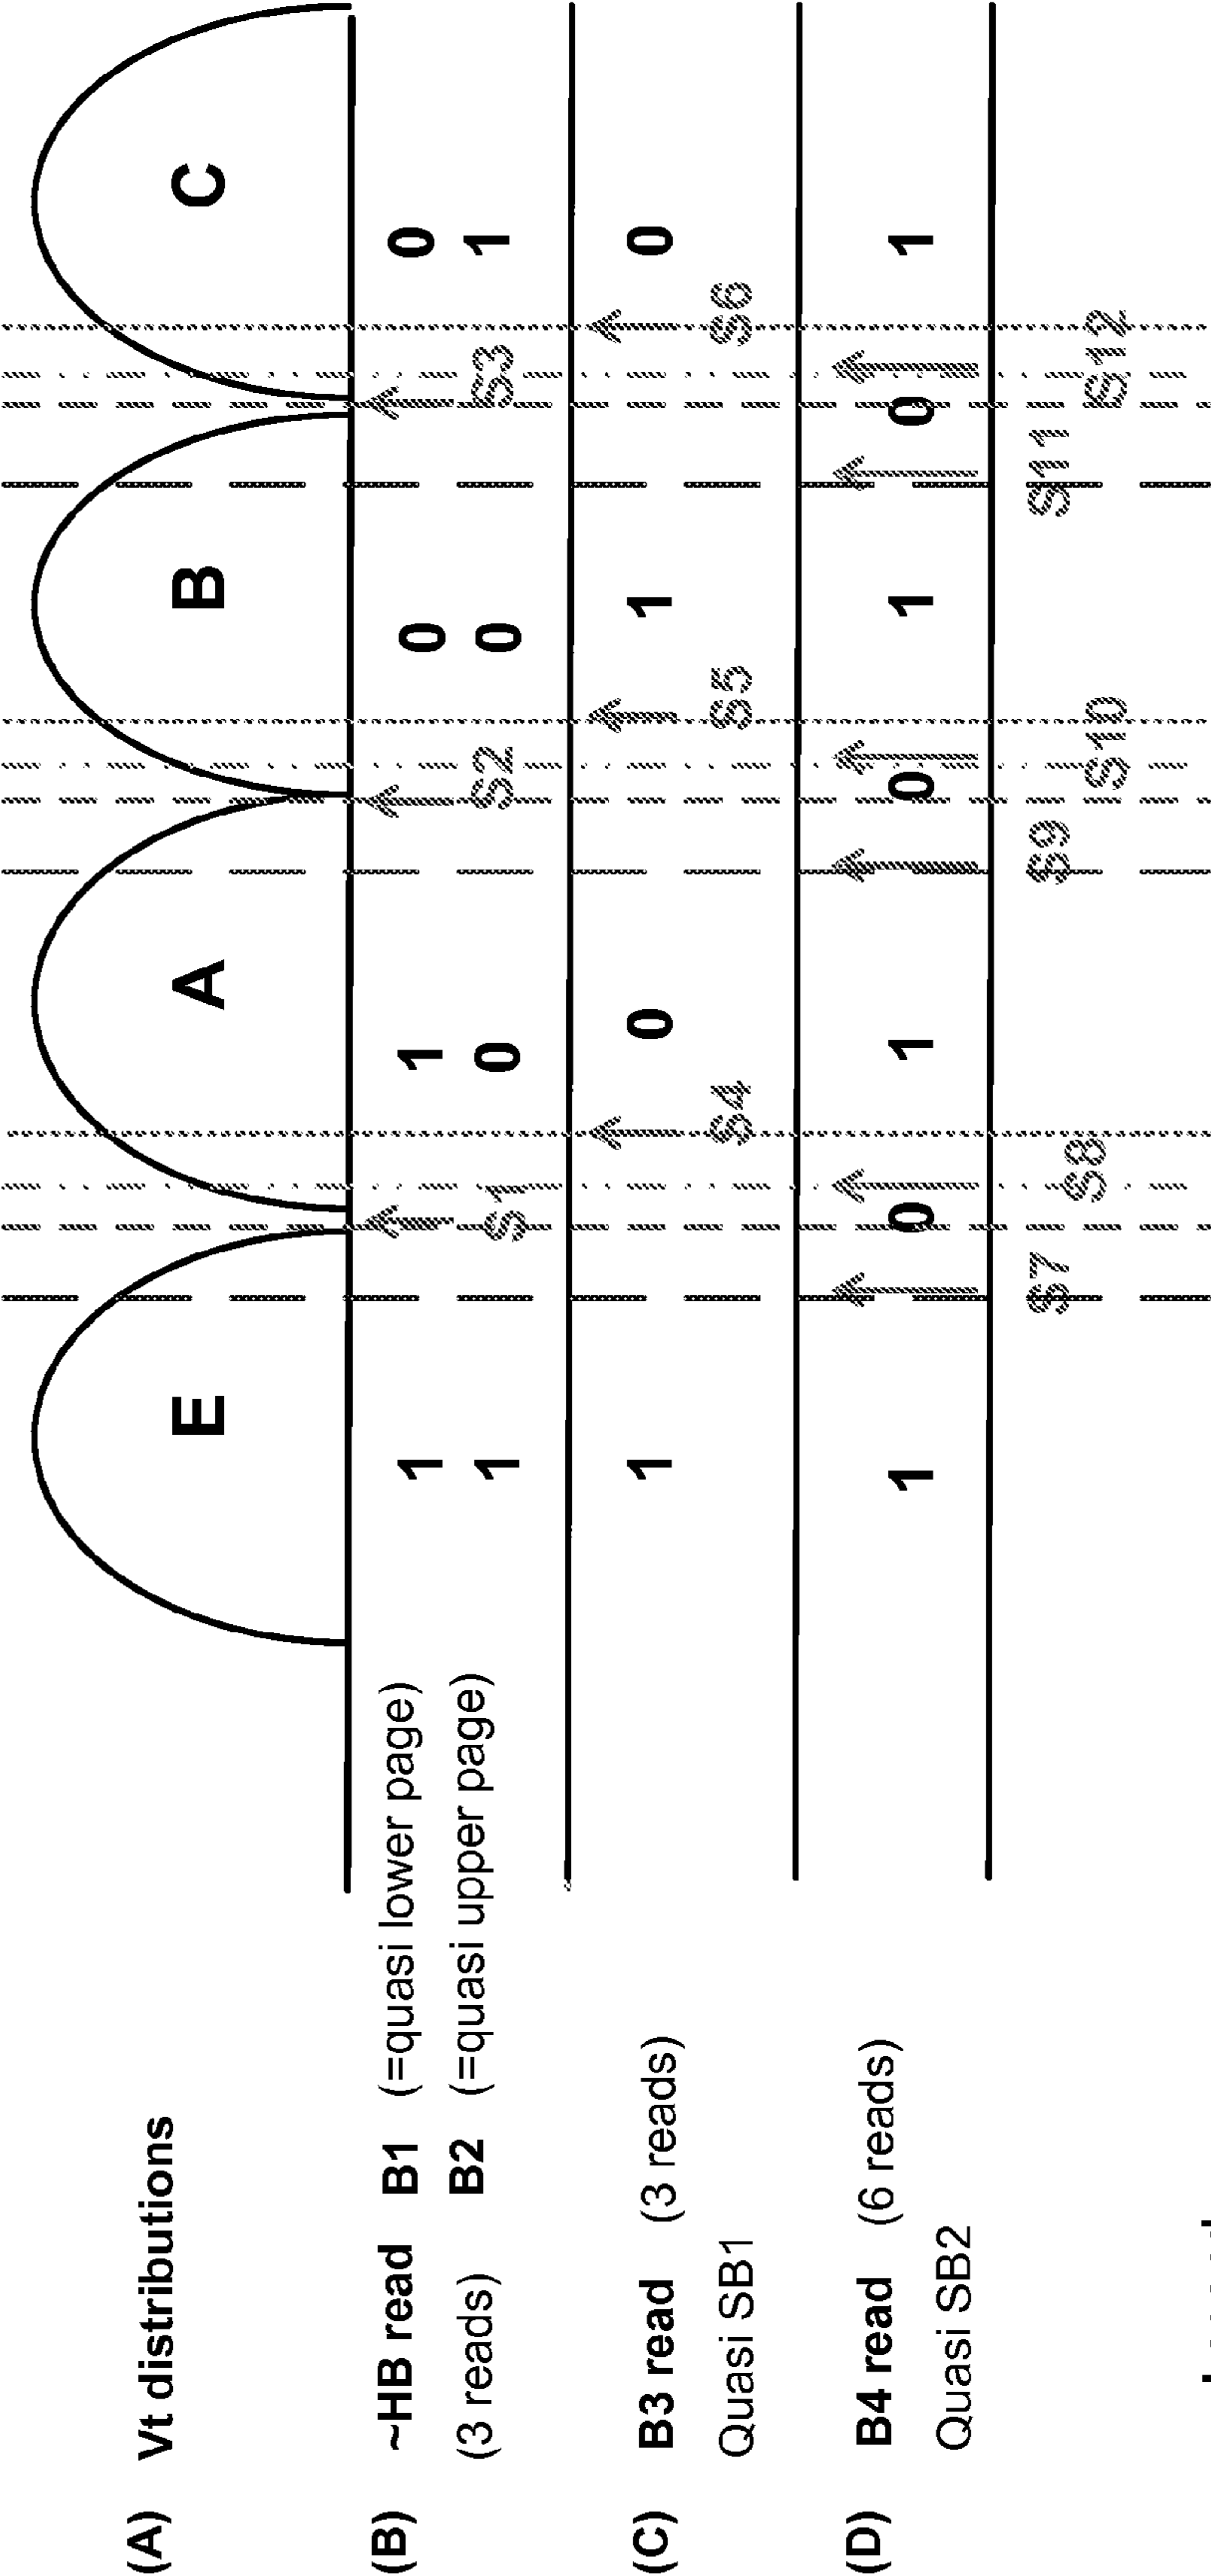 (A) Vt distributions
E A B C
(B) ~HB read B1 (=quasi lower page) 1 1 0 0
(3 reads) B2 (=quasi upper page) 1 0 0 1
S1 S2 S3
(C) B3 read (3 reads) 1 0 1 0
Quasi SB1 S4 S5 S6
(D) B4 read (6 reads) 1 0 1 0 1 0 1
Quasi SB2
S7 S9 S11
S8 S10 S12